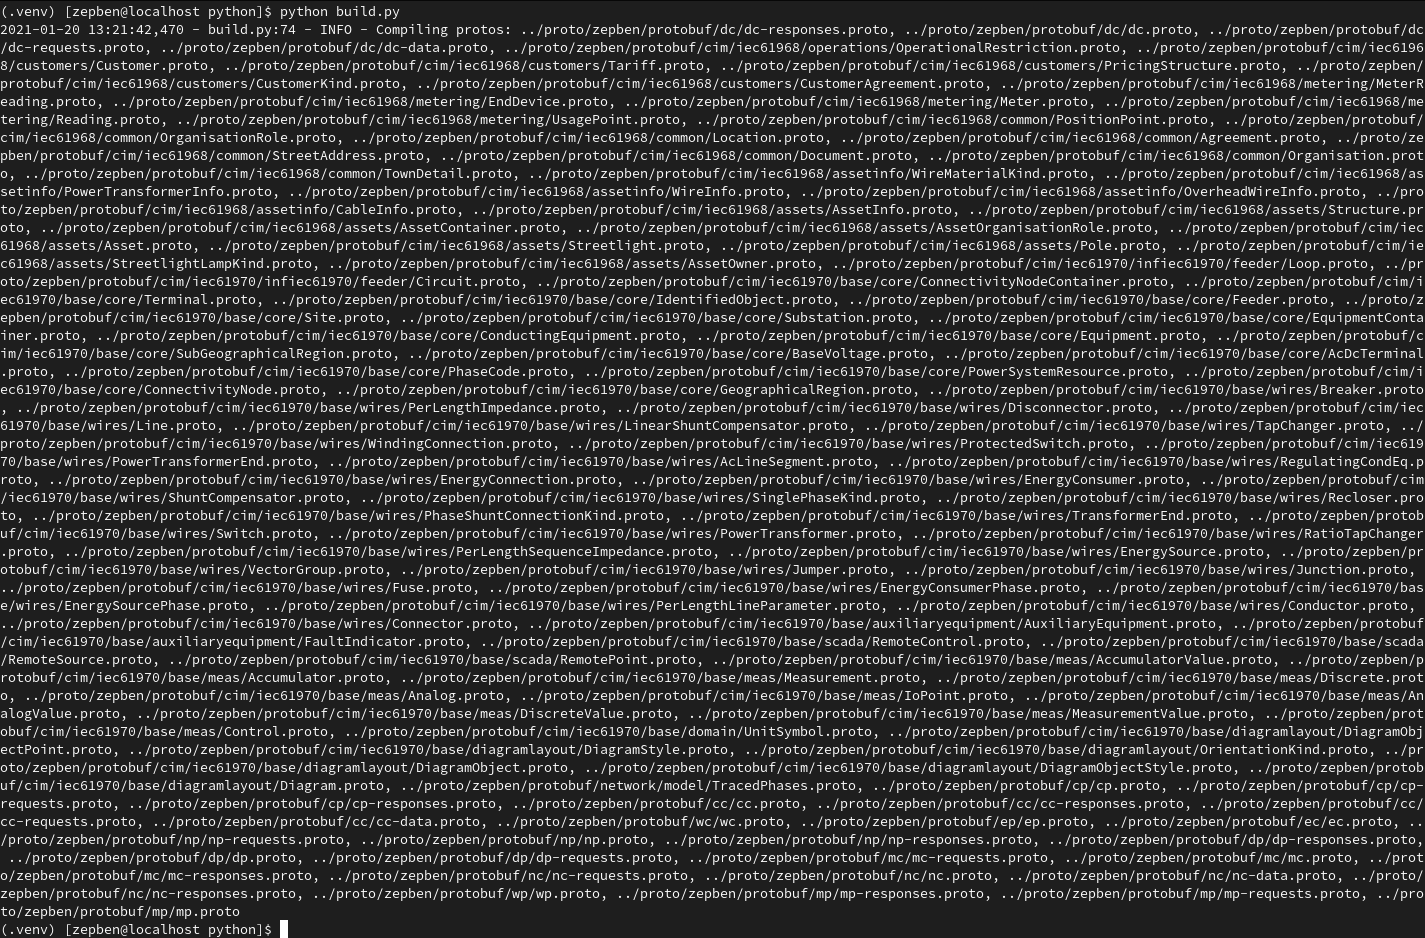 (.venv) [zepben@localhost python]$ python build.py
2021-01-20 13:21:42,470 - build.py:74 - INFO - Compiling protos: ../proto/zepben/protobuf/dc/dc-responses.proto, ../proto/zepben/protobuf/dc/dc.proto, ../proto/zepben/protobuf/dc
/dc-requests.proto, ../proto/zepben/protobuf/dc/dc-data.proto, ../proto/zepben/protobuf/cim/iec61968/operations/OperationalRestriction.proto, ../proto/zepben/protobuf/cim/iec6196
8/customers/Customer.proto, ../proto/zepben/protobuf/cim/iec61968/customers/Tariff.proto, ../proto/zepben/protobuf/cim/iec61968/customers/PricingStructure.proto, ../proto/zepben/
protobuf/cim/iec61968/customers/CustomerKind.proto, ../proto/zepben/protobuf/cim/iec61968/customers/CustomerAgreement.proto, ../proto/zepben/protobuf/cim/iec61968/metering/MeterR
eading.proto, ../proto/zepben/protobuf/cim/iec61968/metering/EndDevice.proto, ../proto/zepben/protobuf/cim/iec61968/metering/Meter.proto, ../proto/zepben/protobuf/cim/iec61968/me
tering/Reading.proto, ../proto/zepben/protobuf/cim/iec61968/metering/UsagePoint.proto, ../proto/zepben/protobuf/cim/iec61968/common/PositionPoint.proto, ../proto/zepben/protobuf/
cim/iec61968/common/OrganisationRole.proto, ../proto/zepben/protobuf/cim/iec61968/common/Location.proto, ../proto/zepben/protobuf/cim/iec61968/common/Agreement.proto, ../proto/ze
pben/protobuf/cim/iec61968/common/StreetAddress.proto, ../proto/zepben/protobuf/cim/iec61968/common/Document.proto, ../proto/zepben/protobuf/cim/iec61968/common/Organisation.prot
o, ../proto/zepben/protobuf/cim/iec61968/common/TownDetail.proto, ../proto/zepben/protobuf/cim/iec61968/assetinfo/WireMaterialKind.proto, ../proto/zepben/protobuf/cim/iec61968/as
setinfo/PowerTransformerInfo.proto, ../proto/zepben/protobuf/cim/iec61968/assetinfo/WireInfo.proto, ../proto/zepben/protobuf/cim/iec61968/assetinfo/OverheadWireInfo.proto, ../pro
to/zepben/protobuf/cim/iec61968/assetinfo/CableInfo.proto, ../proto/zepben/protobuf/cim/iec61968/assets/AssetInfo.proto, ../proto/zepben/protobuf/cim/iec61968/assets/Structure.pr
oto, ../proto/zepben/protobuf/cim/iec61968/assets/AssetContainer.proto, ../proto/zepben/protobuf/cim/iec61968/assets/AssetOrganisationRole.proto, ../proto/zepben/protobuf/cim/iec
61968/assets/Asset.proto, ../proto/zepben/protobuf/cim/iec61968/assets/Streetlight.proto, ../proto/zepben/protobuf/cim/iec61968/assets/Pole.proto, ../proto/zepben/protobuf/cim/ie
c61968/assets/StreetlightLampKind.proto, ../proto/zepben/protobuf/cim/iec61968/assets/AssetOwner.proto, ../proto/zepben/protobuf/cim/iec61970/infiec61970/feeder/Loop.proto, ../pr
oto/zepben/protobuf/cim/iec61970/infiec61970/feeder/Circuit.proto, ../proto/zepben/protobuf/cim/iec61970/base/core/ConnectivityNodeContainer.proto, ../proto/zepben/protobuf/cim/i
ec61970/base/core/Terminal.proto, ../proto/zepben/protobuf/cim/iec61970/base/core/IdentifiedObject.proto, ../proto/zepben/protobuf/cim/iec61970/base/core/Feeder.proto, ../proto/z
epben/protobuf/cim/iec61970/base/core/Site.proto, ../proto/zepben/protobuf/cim/iec61970/base/core/Substation.proto, ../proto/zepben/protobuf/cim/iec61970/base/core/EquipmentConta
iner.proto, ../proto/zepben/protobuf/cim/iec61970/base/core/ConductingEquipment.proto, ../proto/zepben/protobuf/cim/iec61970/base/core/Equipment.proto, ../proto/zepben/protobuf/c
im/iec61970/base/core/SubGeographicalRegion.proto, ../proto/zepben/protobuf/cim/iec61970/base/core/BaseVoltage.proto, ../proto/zepben/protobuf/cim/iec61970/base/core/AcDcTerminal
.proto, ../proto/zepben/protobuf/cim/iec61970/base/core/PhaseCode.proto, ../proto/zepben/protobuf/cim/iec61970/base/core/PowerSystemResource.proto, ../proto/zepben/protobuf/cim/i
ec61970/base/core/ConnectivityNode.proto, ../proto/zepben/protobuf/cim/iec61970/base/core/GeographicalRegion.proto, ../proto/zepben/protobuf/cim/iec61970/base/wires/Breaker.proto
, ../proto/zepben/protobuf/cim/iec61970/base/wires/PerLengthImpedance.proto, ../proto/zepben/protobuf/cim/iec61970/base/wires/Disconnector.proto, ../proto/zepben/protobuf/cim/iec
61970/base/wires/Line.proto, ../proto/zepben/protobuf/cim/iec61970/base/wires/LinearShuntCompensator.proto, ../proto/zepben/protobuf/cim/iec61970/base/wires/TapChanger.proto, ../
proto/zepben/protobuf/cim/iec61970/base/wires/WindingConnection.proto, ../proto/zepben/protobuf/cim/iec61970/base/wires/ProtectedSwitch.proto, ../proto/zepben/protobuf/cim/iec619
70/base/wires/PowerTransformerEnd.proto, ../proto/zepben/protobuf/cim/iec61970/base/wires/AcLineSegment.proto, ../proto/zepben/protobuf/cim/iec61970/base/wires/RegulatingCondEq.p
roto, ../proto/zepben/protobuf/cim/iec61970/base/wires/EnergyConnection.proto, ../proto/zepben/protobuf/cim/iec61970/base/wires/EnergyConsumer.proto, ../proto/zepben/protobuf/cim
/iec61970/base/wires/ShuntCompensator.proto, ../proto/zepben/protobuf/cim/iec61970/base/wires/SinglePhaseKind.proto, ../proto/zepben/protobuf/cim/iec61970/base/wires/Recloser.pro
to, ../proto/zepben/protobuf/cim/iec61970/base/wires/PhaseShuntConnectionKind.proto, ../proto/zepben/protobuf/cim/iec61970/base/wires/TransformerEnd.proto, ../proto/zepben/protob
uf/cim/iec61970/base/wires/Switch.proto, ../proto/zepben/protobuf/cim/iec61970/base/wires/PowerTransformer.proto, ../proto/zepben/protobuf/cim/iec61970/base/wires/RatioTapChanger
.proto, ../proto/zepben/protobuf/cim/iec61970/base/wires/PerLengthSequenceImpedance.proto, ../proto/zepben/protobuf/cim/iec61970/base/wires/EnergySource.proto, ../proto/zepben/pr
otobuf/cim/iec61970/base/wires/VectorGroup.proto, ../proto/zepben/protobuf/cim/iec61970/base/wires/Jumper.proto, ../proto/zepben/protobuf/cim/iec61970/base/wires/Junction.proto, 
../proto/zepben/protobuf/cim/iec61970/base/wires/Fuse.proto, ../proto/zepben/protobuf/cim/iec61970/base/wires/EnergyConsumerPhase.proto, ../proto/zepben/protobuf/cim/iec61970/bas
e/wires/EnergySourcePhase.proto, ../proto/zepben/protobuf/cim/iec61970/base/wires/PerLengthLineParameter.proto, ../proto/zepben/protobuf/cim/iec61970/base/wires/Conductor.proto, 
../proto/zepben/protobuf/cim/iec61970/base/wires/Connector.proto, ../proto/zepben/protobuf/cim/iec61970/base/auxiliaryequipment/AuxiliaryEquipment.proto, ../proto/zepben/protobuf
/cim/iec61970/base/auxiliaryequipment/FaultIndicator.proto, ../proto/zepben/protobuf/cim/iec61970/base/scada/RemoteControl.proto, ../proto/zepben/protobuf/cim/iec61970/base/scada
/RemoteSource.proto, ../proto/zepben/protobuf/cim/iec61970/base/scada/RemotePoint.proto, ../proto/zepben/protobuf/cim/iec61970/base/meas/AccumulatorValue.proto, ../proto/zepben/p
rotobuf/cim/iec61970/base/meas/Accumulator.proto, ../proto/zepben/protobuf/cim/iec61970/base/meas/Measurement.proto, ../proto/zepben/protobuf/cim/iec61970/base/meas/Discrete.prot
o, ../proto/zepben/protobuf/cim/iec61970/base/meas/Analog.proto, ../proto/zepben/protobuf/cim/iec61970/base/meas/IoPoint.proto, ../proto/zepben/protobuf/cim/iec61970/base/meas/An
alogValue.proto, ../proto/zepben/protobuf/cim/iec61970/base/meas/DiscreteValue.proto, ../proto/zepben/protobuf/cim/iec61970/base/meas/MeasurementValue.proto, ../proto/zepben/prot
obuf/cim/iec61970/base/meas/Control.proto, ../proto/zepben/protobuf/cim/iec61970/base/domain/UnitSymbol.proto, ../proto/zepben/protobuf/cim/iec61970/base/diagramlayout/DiagramObj
ectPoint.proto, ../proto/zepben/protobuf/cim/iec61970/base/diagramlayout/DiagramStyle.proto, ../proto/zepben/protobuf/cim/iec61970/base/diagramlayout/OrientationKind.proto, ../pr
oto/zepben/protobuf/cim/iec61970/base/diagramlayout/DiagramObject.proto, ../proto/zepben/protobuf/cim/iec61970/base/diagramlayout/DiagramObjectStyle.proto, ../proto/zepben/protob
uf/cim/iec61970/base/diagramlayout/Diagram.proto, ../proto/zepben/protobuf/network/model/TracedPhases.proto, ../proto/zepben/protobuf/cp/cp.proto, ../proto/zepben/protobuf/cp/cp-
requests.proto, ../proto/zepben/protobuf/cp/cp-responses.proto, ../proto/zepben/protobuf/cc/cc.proto, ../proto/zepben/protobuf/cc/cc-responses.proto, ../proto/zepben/protobuf/cc/
cc-requests.proto, ../proto/zepben/protobuf/cc/cc-data.proto, ../proto/zepben/protobuf/wc/wc.proto, ../proto/zepben/protobuf/ep/ep.proto, ../proto/zepben/protobuf/ec/ec.proto, ..
/proto/zepben/protobuf/np/np-requests.proto, ../proto/zepben/protobuf/np/np.proto, ../proto/zepben/protobuf/np/np-responses.proto, ../proto/zepben/protobuf/dp/dp-responses.proto,
 ../proto/zepben/protobuf/dp/dp.proto, ../proto/zepben/protobuf/dp/dp-requests.proto, ../proto/zepben/protobuf/mc/mc-requests.proto, ../proto/zepben/protobuf/mc/mc.proto, ../prot
o/zepben/protobuf/mc/mc-responses.proto, ../proto/zepben/protobuf/nc/nc-requests.proto, ../proto/zepben/protobuf/nc/nc.proto, ../proto/zepben/protobuf/nc/nc-data.proto, ../proto/
zepben/protobuf/nc/nc-responses.proto, ../proto/zepben/protobuf/wp/wp.proto, ../proto/zepben/protobuf/mp/mp-responses.proto, ../proto/zepben/protobuf/mp/mp-requests.proto, ../pro
to/zepben/protobuf/mp/mp.proto
(.venv) [zepben@localhost python]$